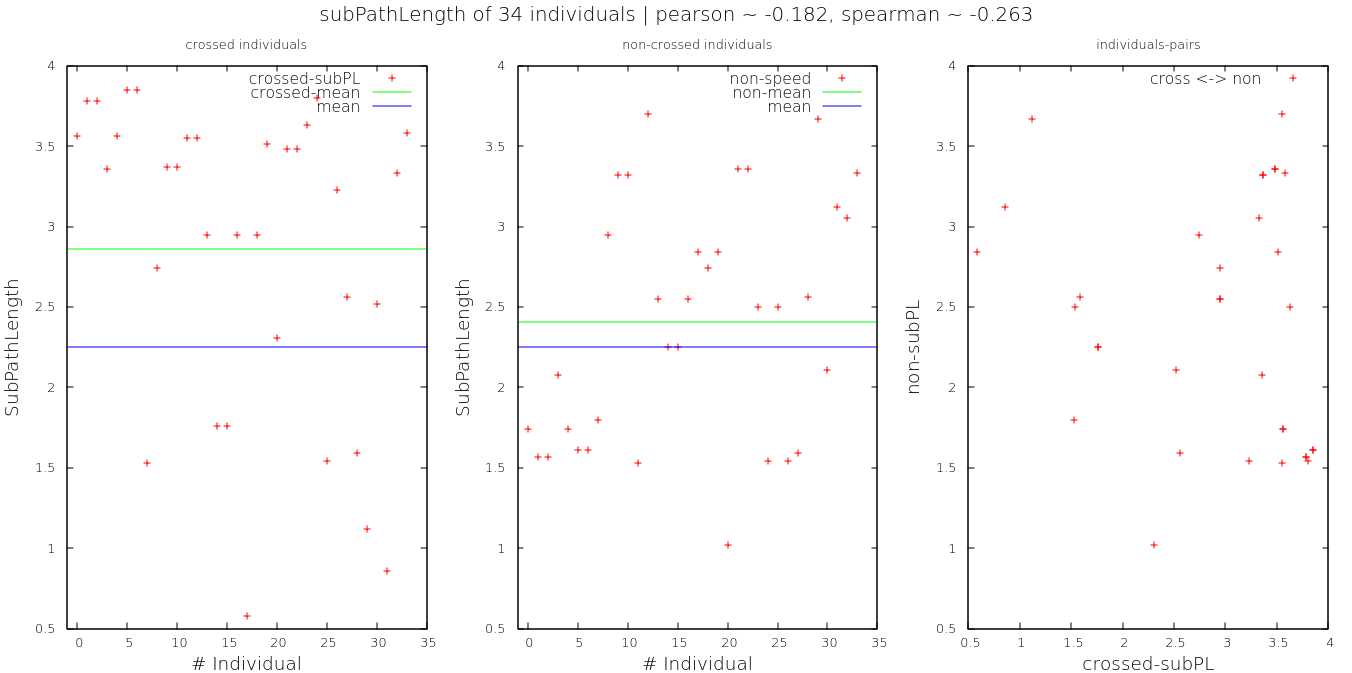 subPathLength of 34 individuals | pearson ~ -0.182, spearman ~ -0.263
crossed individuals
crossed-subPL
crossed-mean
mean
SubPathLength
4
3.5
3
2.5
2
1.5
1
0.5
0 5 10 15 20 25 30 35
# Individual
non-crossed individuals
non-speed
non-mean
mean
SubPathLength
4
3.5
3
2.5
2
1.5
1
0.5
0 5 10 15 20 25 30 35
# Individual
individuals-pairs
cross <-> non
non-subPL
4
3.5
3
2.5
2
1.5
1
0.5
0.5 1 1.5 2 2.5 3 3.5 4
crossed-subPL